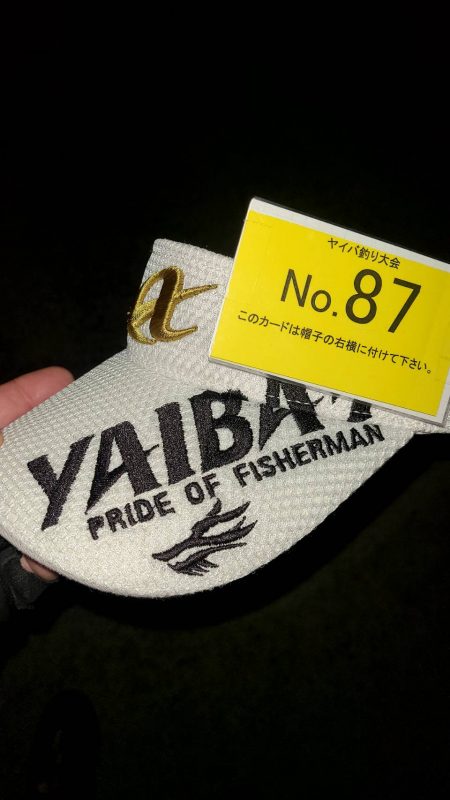 ヤイバ釣り大会
No.87
このカードは帽子の右横に付けて下さい。
YAIBA
PRIDE OF FISHERMAN